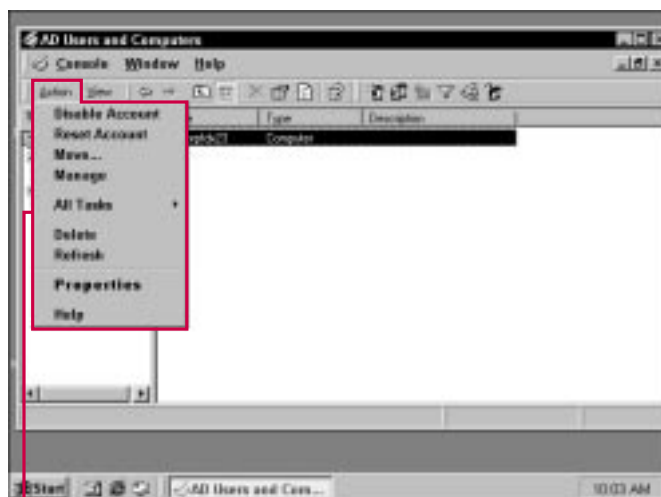 AD Users and Computers
Console Window Help
Action View
Disable Account
Reset Account
Move...
Manage
All Tasks
Delete
Refresh
Properties
Help
Type Description
Computer
Start AD Users and Com... 10:03 AM